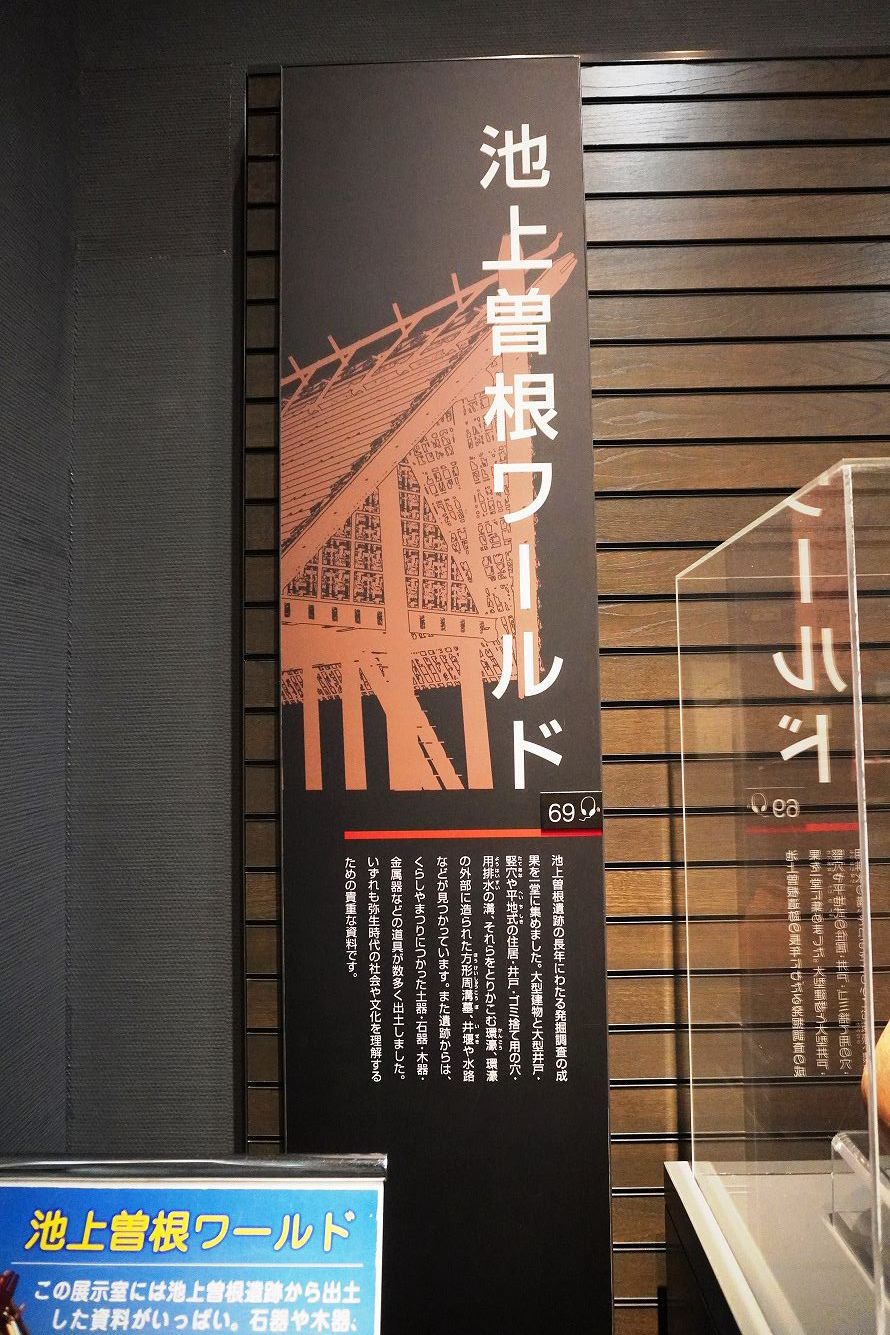 池上曽根ワールド
69
池上曽根遺跡の長年にわたる発掘調査の成
果を一堂に集めました。大型建物と大型井戸・
竪穴や平地式の住居・井戸・ゴミ捨て用の穴・
用排水の溝、それらをとりかこむ環濠、環濠
の外部に造られた方形周溝墓、井堰や水路
などが見つかっています。また遺跡からは、
くらしやまつりにつかった土器・石器・木器・
金属器などの道具が数多く出土しました。
いずれも弥生時代の社会や文化を理解する
ための貴重な資料です。
池上曽根ワールド
この展示室には池上曽根遺跡から出土
した資料がいっぱい。石器や木器、